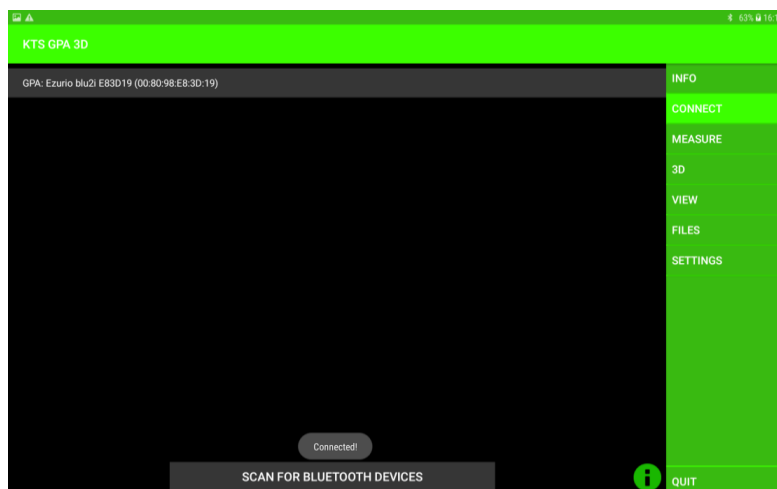 63% 16:1
KTS GPA 3D
GPA: Ezurio blu2i E83D19 (00:80:98:E8:3D:19)
INFO
CONNECT
MEASURE
3D
VIEW
FILES
SETTINGS
Connected!
SCAN FOR BLUETOOTH DEVICES
i
QUIT